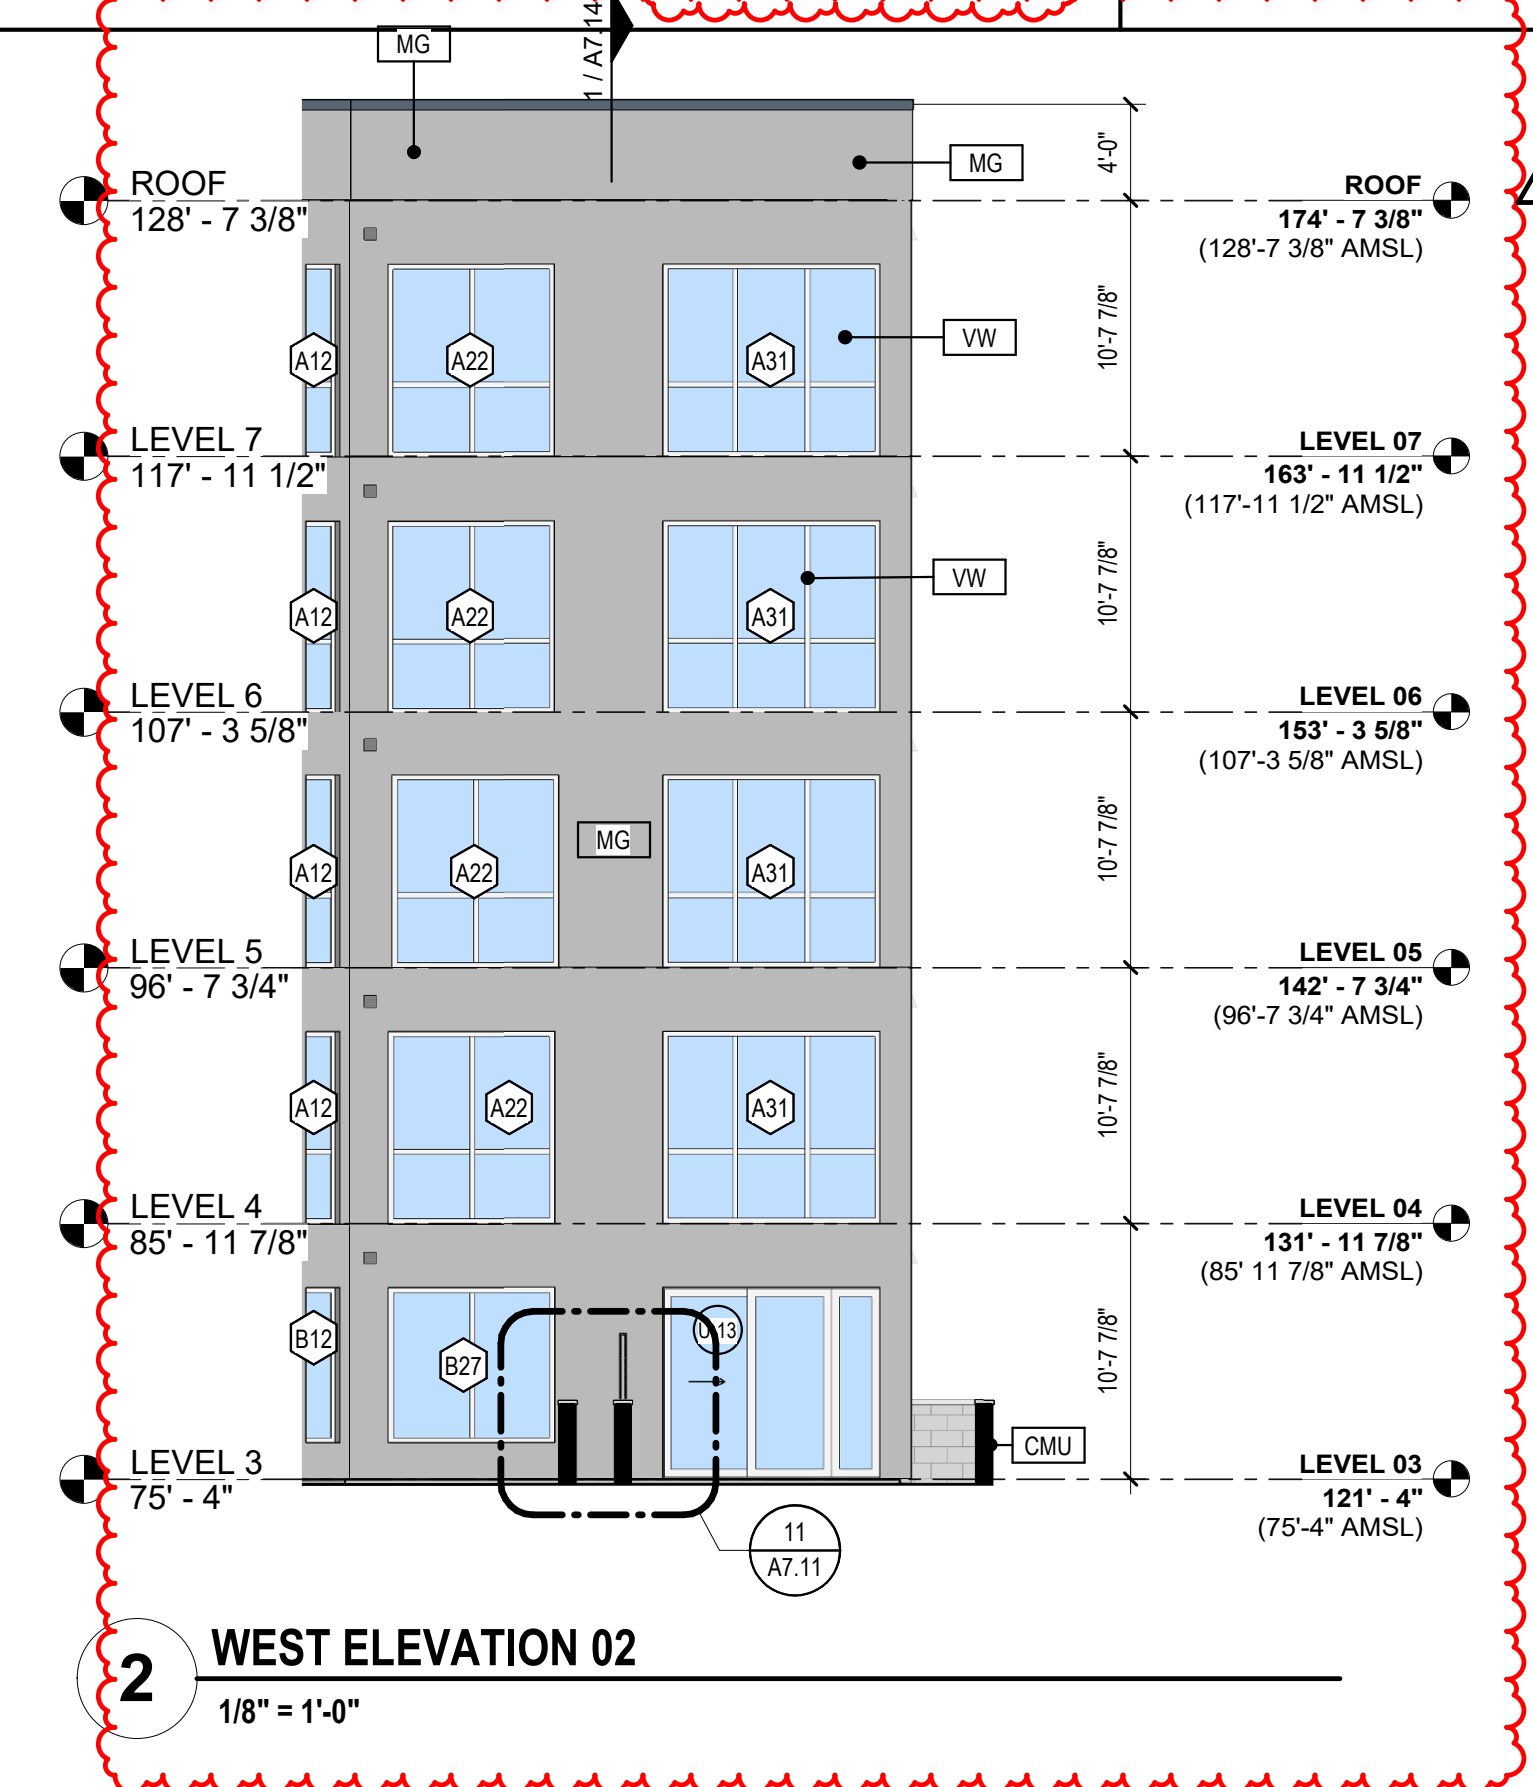 1 / A7.14
MG
4'-0"
MG
ROOF
128' - 7 3/8"
ROOF
174' - 7 3/8"
(128'-7 3/8" AMSL)
10'-7 7/8"
VW
A12
A22
A31
LEVEL 7
117' - 11 1/2"
LEVEL 07
163' - 11 1/2"
(117'-11 1/2" AMSL)
10'-7 7/8"
VW
A12
A22
A31
LEVEL 6
107' - 3 5/8"
LEVEL 06
153' - 3 5/8"
(107'-3 5/8" AMSL)
10'-7 7/8"
MG
A12
A22
A31
LEVEL 5
96' - 7 3/4"
LEVEL 05
142' - 7 3/4"
(96'-7 3/4" AMSL)
10'-7 7/8"
A12
A22
A31
LEVEL 4
85' - 11 7/8"
LEVEL 04
131' - 11 7/8"
(85' 11 7/8" AMSL)
10'-7 7/8"
B12
B27
U.13
CMU
LEVEL 3
75' - 4"
LEVEL 03
121' - 4"
(75'-4" AMSL)
11
A7.11
2
WEST ELEVATION 02
1/8" = 1'-0"